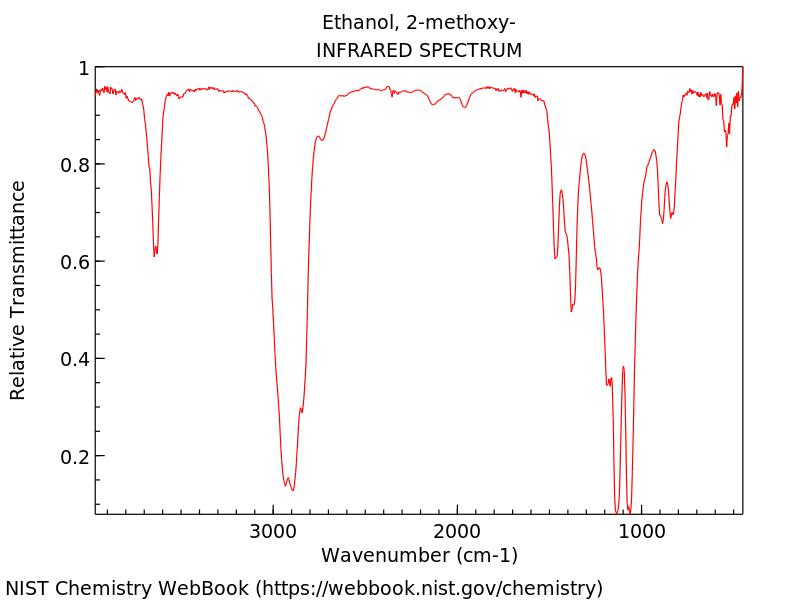 Ethanol, 2-methoxy-
INFRARED SPECTRUM
1
0.8
0.6
0.4
0.2
Relative Transmittance
3000 2000 1000
Wavenumber (cm-1)
NIST Chemistry WebBook (https://webbook.nist.gov/chemistry)